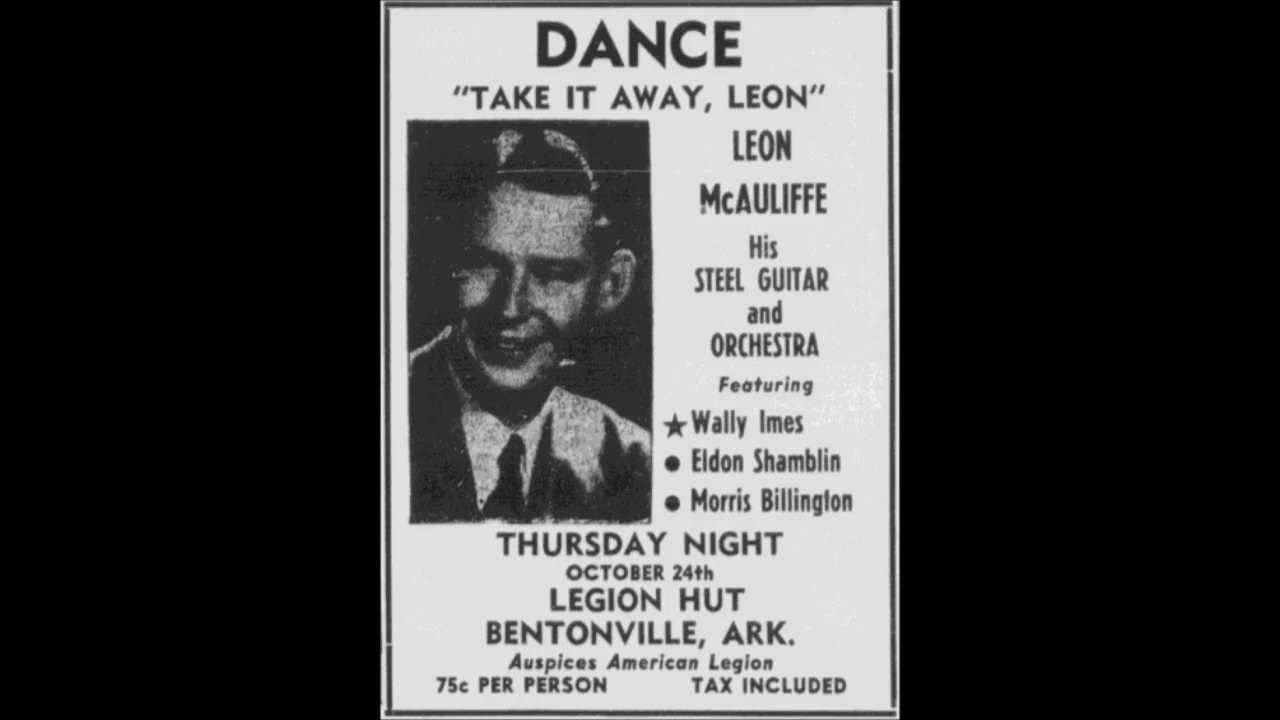 DANCE
"TAKE IT AWAY, LEON"
LEON
McAULIFFE
His
STEEL GUITAR
and
ORCHESTRA
Featuring
★ Wally Imes
● Eldon Shamblin
● Morris Billington
THURSDAY NIGHT
OCTOBER 24th
LEGION HUT
BENTONVILLE, ARK.
Auspices American Legion
75c PER PERSON TAX INCLUDED